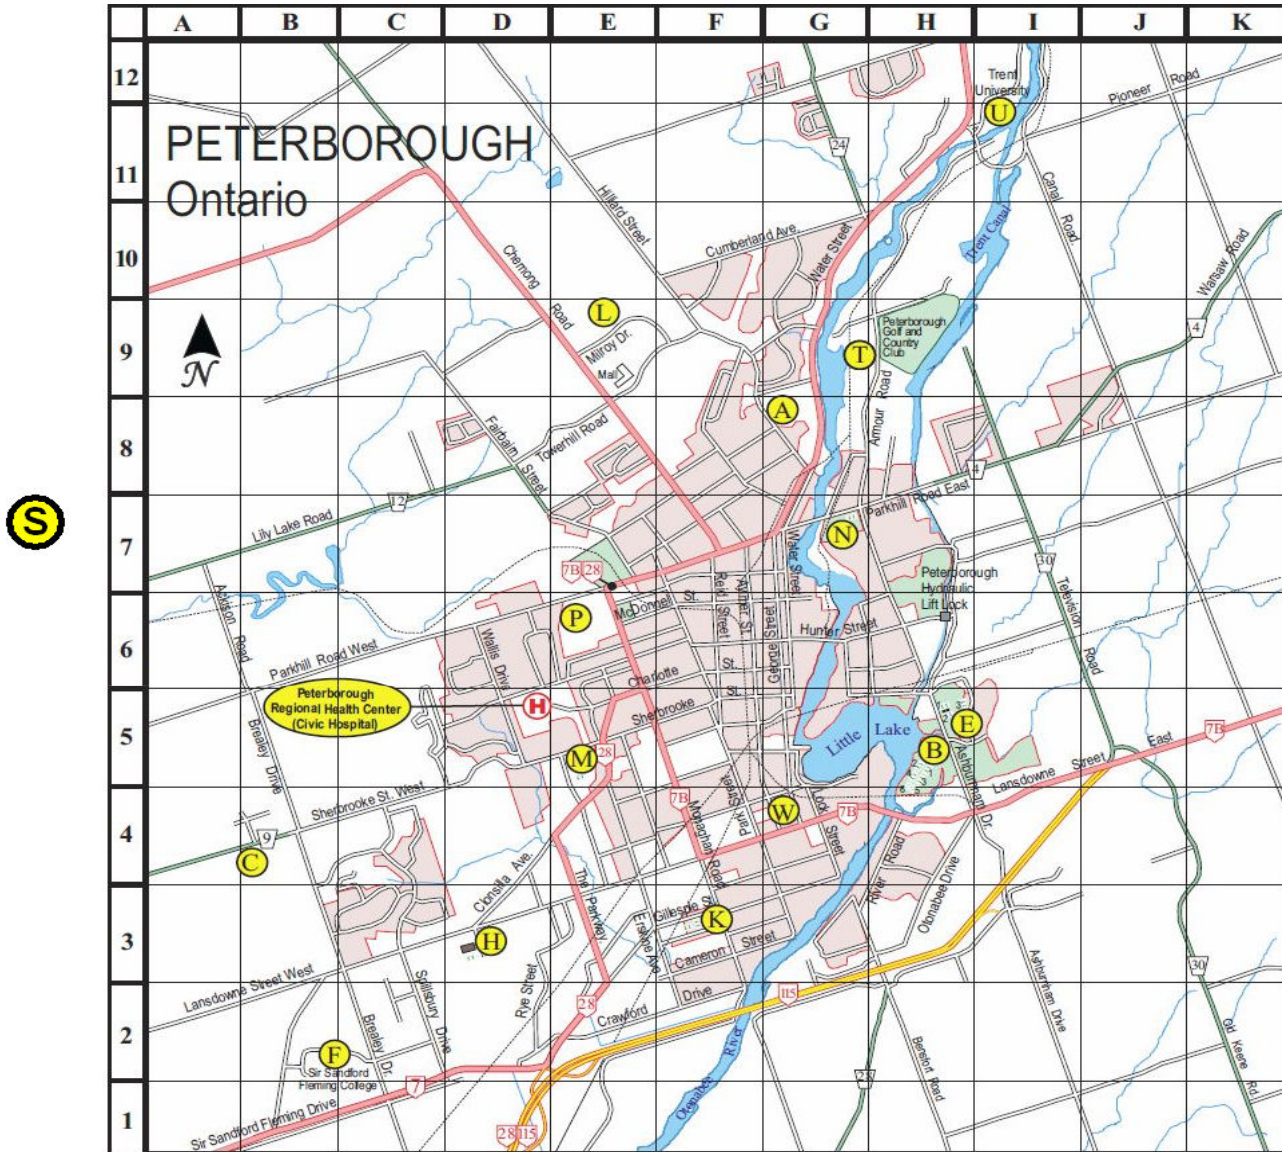 A B C D E F G H I J K
12
11
10
9
8
7
6
5
4
3
2
1
PETERBOROUGH
Ontario
N
S
Trent
University
U
Pioneer Road
24
Hilliard Street
Canal Road
Trent Canal
Cumberland Ave.
Water Street
Warsaw Road
Chemong Road
L
Milroy Dr.
Mall
T
Peterborough
Golf and
Country
Club
4
A
Armour Road
Fairbairn Street
Towerhill Road
4
12
Lily Lake Road
Parkhill Road East
N
Water Street
7B 28
30
Peterborough
Hydraulic
Lift Lock
Television Road
Ackison Road
P
McDonnel St.
Reid Street
Aylmer St.
George Street
Hunter Street
Parkhill Road West
Wallis Drive
Charlotte St.
Peterborough
Regional Health Center
(Civic Hospital)
H
Sherbrooke St.
Little Lake
E
B
M
28
Brealey Drive
Ashburnham Dr.
Lansdowne Street East
7B
Sherbrooke St. West
7B
Monaghan Road
Park Street
W
Lock Street
7B
9
C
Clonsilla Ave.
The Parkway
River Road
Otonabee Drive
Gillespie S
K
H
Erskine Ave.
Cameron Street
Lansdowne Street West
Spillsbury Drive
Rye Street
28
Crawford Drive
115
Ashburnham Drive
30
F
Sir Sandford
Fleming College
Brealey Dr.
7
Otonabee River
Bensfort Road
Old Keene Rd.
28
Sir Sandford Fleming Drive
28 115